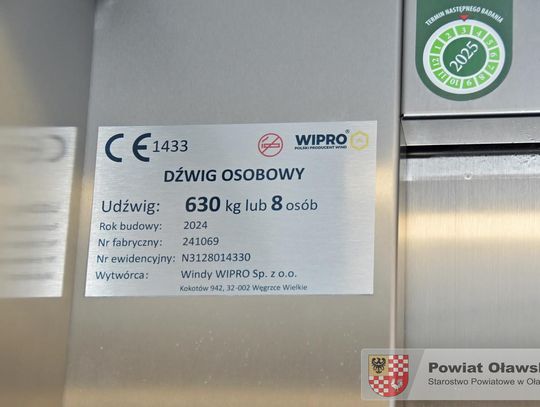 TERMIN NASTĘPNEGO BADANIA
2025
CE 1433
WIPRO®
POLSKI PRODUCENT WIND
DŹWIG OSOBOWY
Udźwig: 630 kg lub 8 osób
Rok budowy: 2024
Nr fabryczny: 241069
Nr ewidencyjny: N3128014330
Wytwórca: Windy WIPRO Sp. z o.o.
Kokotów 942, 32-002 Węgrzce Wielkie
Powiat Oławsk
Starostwo Powiatowe w Oła